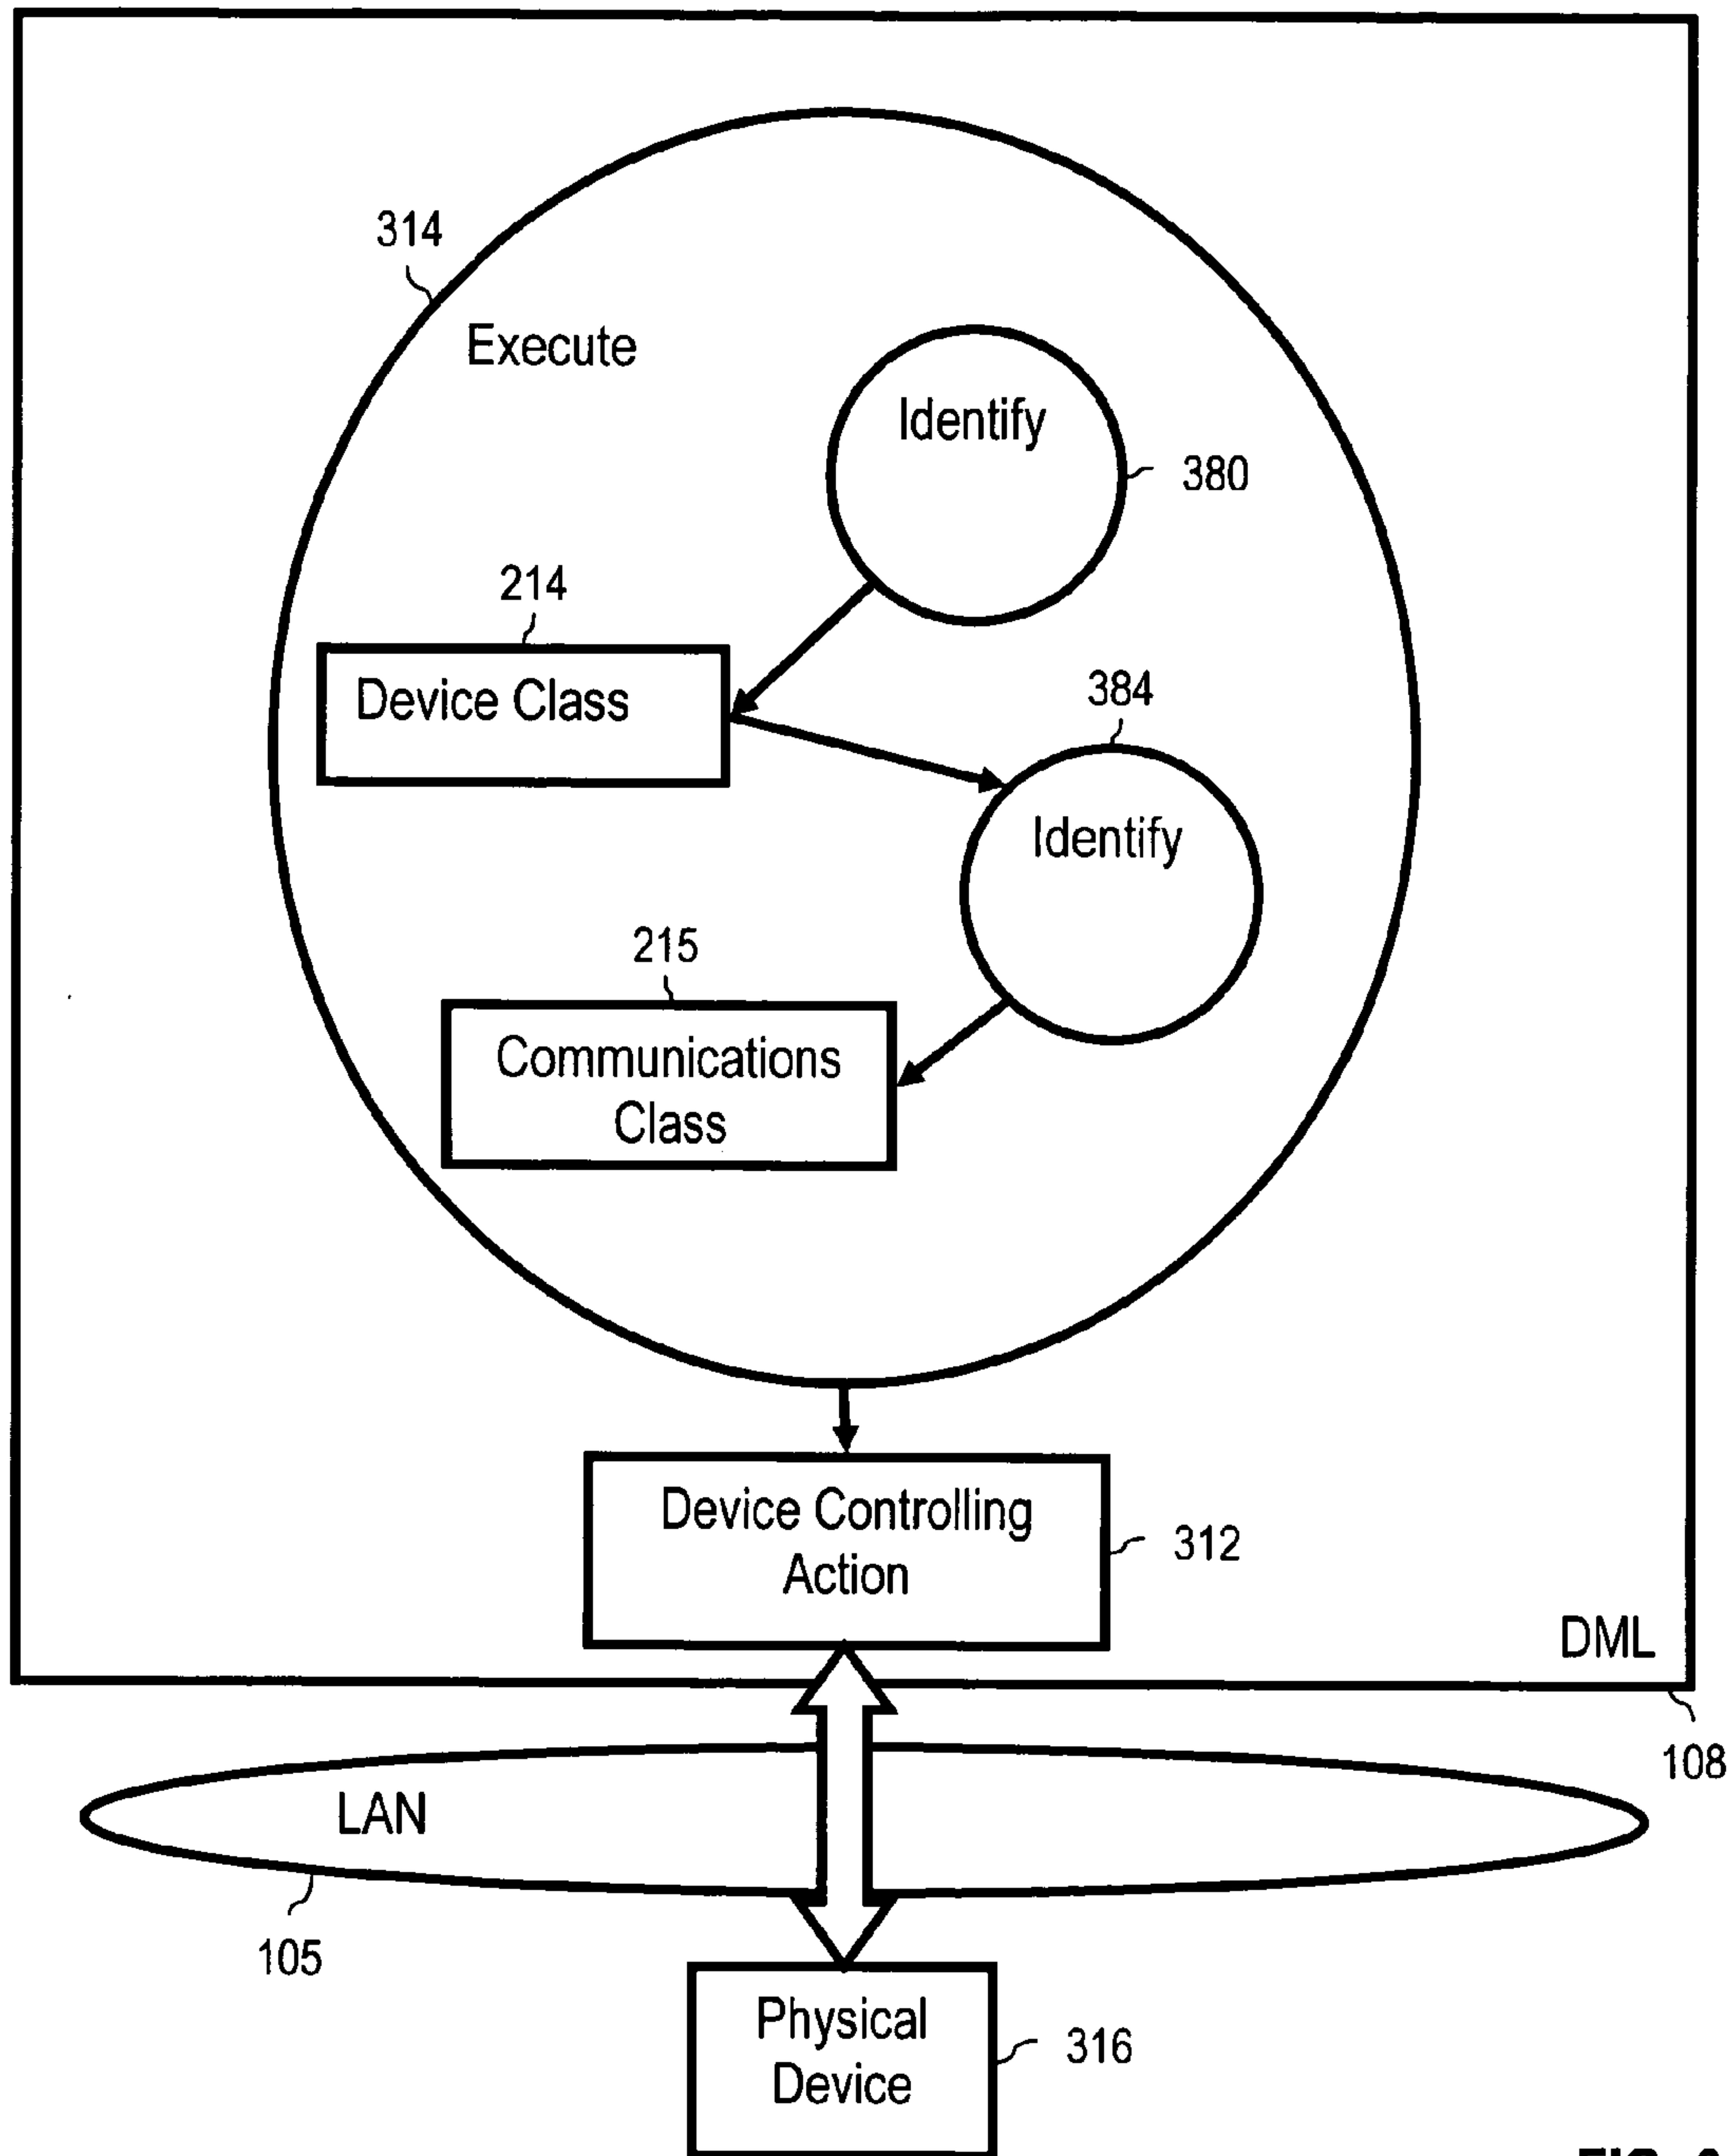 314
Execute
Identify
380
214
Device Class
384
Identify
215
Communications
Class
Device Controlling
Action
312
DML
108
LAN
105
Physical
Device
316